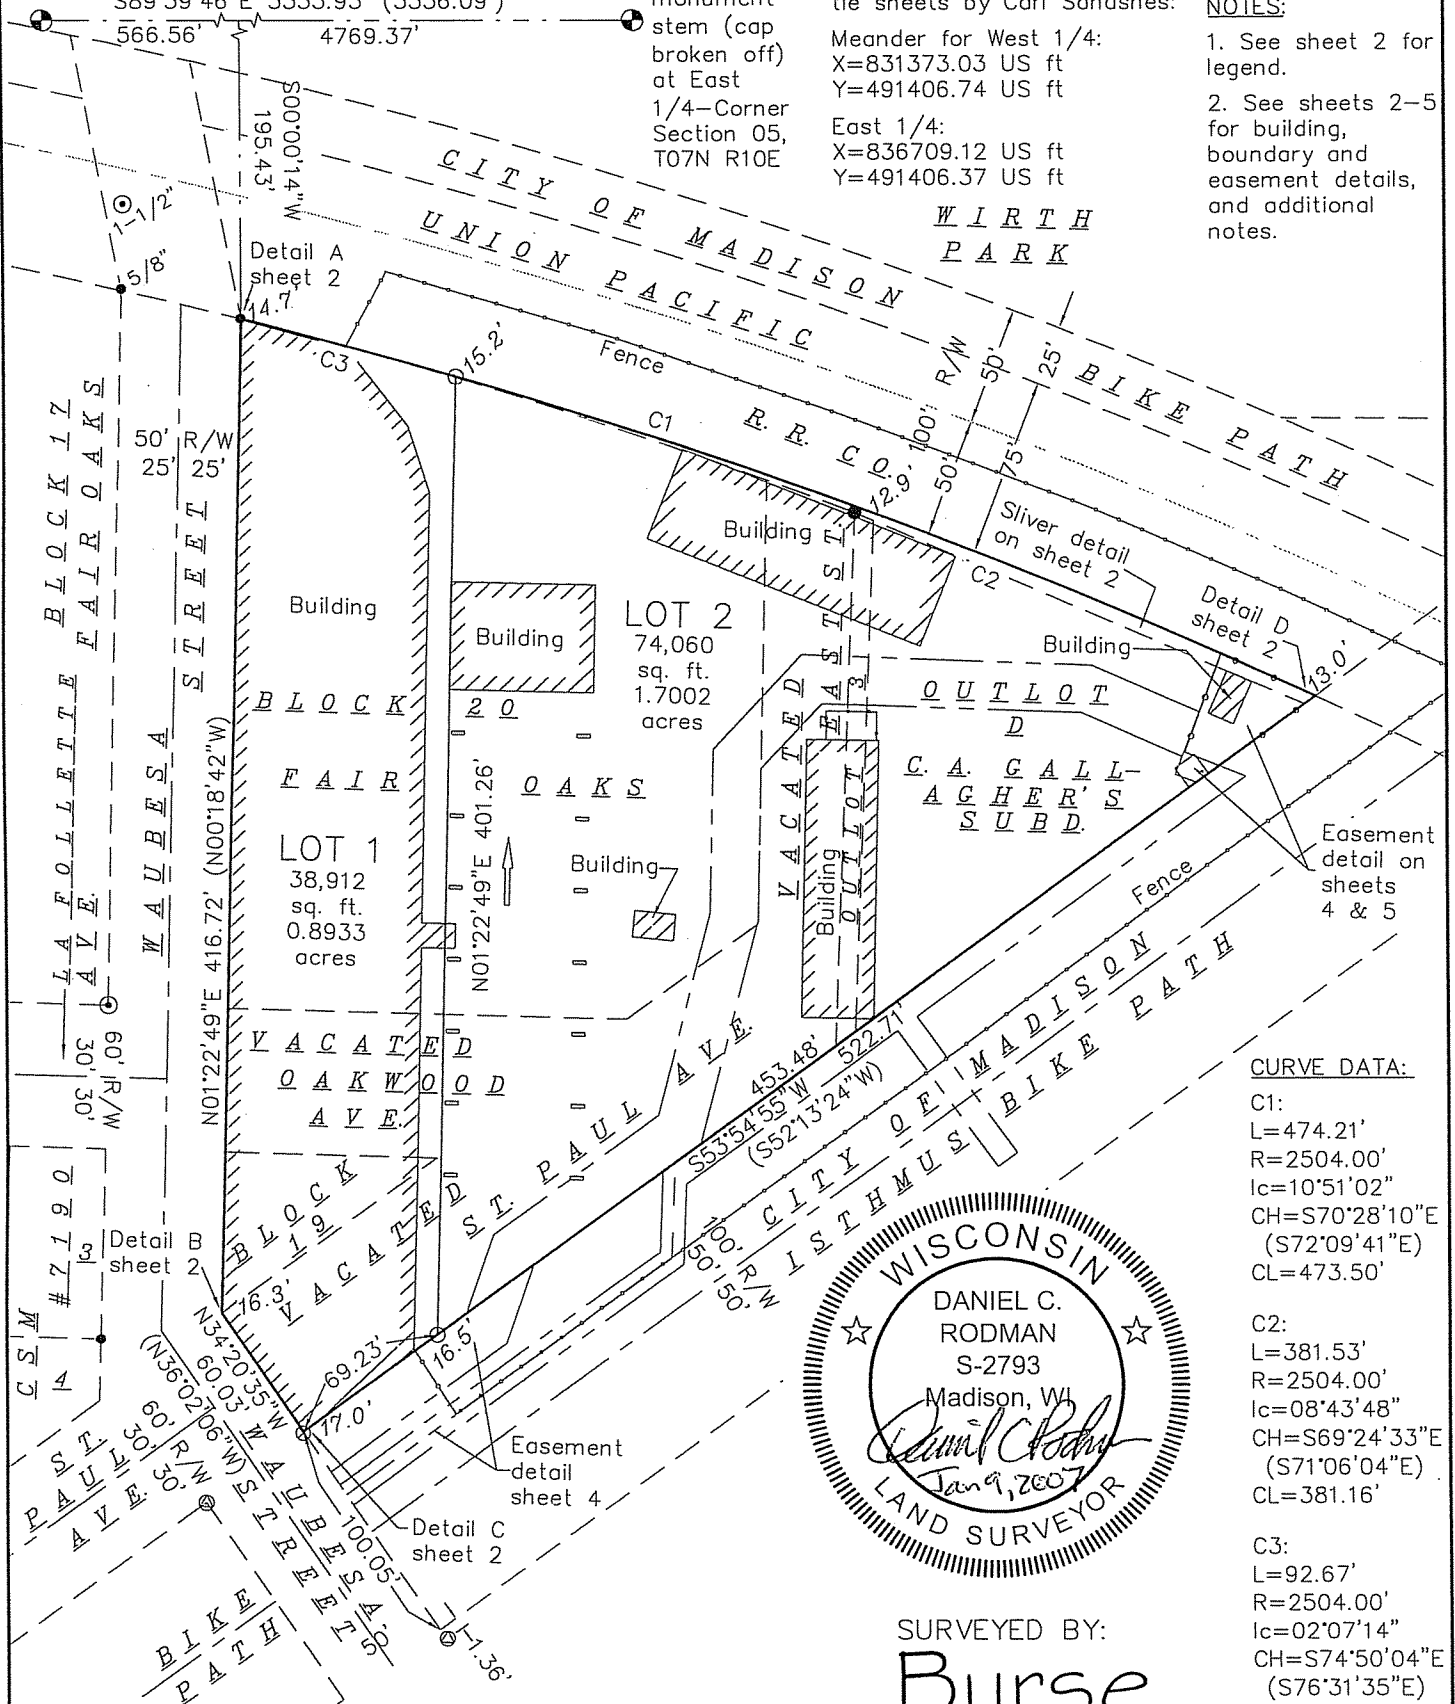 S89°59'46"E 5335.93' (5336.09')
566.56'
4769.37'
monument
stem (cap
broken off)
at East
1/4-Corner
Section 05,
T07N R10E
Meander for West 1/4:
X=831373.03 US ft
Y=491406.74 US ft
East 1/4:
X=836709.12 US ft
Y=491406.37 US ft
NOTES:
1. See sheet 2 for
legend.
2. See sheets 2-5
for building,
boundary and
easement details,
and additional
notes.
S00°00'14"W
195.43'
1-1/2"
5/8"
Detail A
sheet 2
14.7'
CITY OF MADISON
BIKE PATH
UNION PACIFIC
R. R. CO.
WIRTH
PARK
Fence
R/W
50'
25'
100'
50'
75'
C3
15.2'
C1
12.9'
C2
Sliver detail
on sheet 2
Detail D
sheet 2
13.0'
BLOCK 17
FAIR OAKS
LA FOLLETTE
AVE.
50' R/W
25' 25'
WAUBESA STREET
Building
Building
Building
Building
Building
Building
LOT 2
74,060
sq. ft.
1.7002
acres
BLOCK 20
FAIR OAKS
LOT 1
38,912
sq. ft.
0.8933
acres
N01°22'49"E 416.72' (N00°18'42"W)
N01°22'49"E 401.26'
VACATED EAST ST.
OUTLOT 3
OUTLOT
D
C. A. GALL-
AGHER'S
SUBD.
Easement
detail on
sheets
4 & 5
Fence
60' R/W
30' 30'
VACATED
OAKWOOD
AVE.
BLOCK
19
VACATED ST. PAUL AVE.
453.48' 522.71'
S53°54'55"W
(S52°13'24"W)
CITY OF MADISON
ISTHMUS BIKE PATH
100' R/W
50' 50'
CSM #7190
3
4
Detail B
sheet 2
16.3'
N34°20'35"W
60.03'
(N36°02'06"W)
69.23'
16.5'
17.0'
60' R/W
30' 30'
ST.
PAUL
AVE.
WAUBESA
STREET
Easement
detail
sheet 4
Detail C
sheet 2
100.05'
50'
1.36'
BIKE
PATH
WISCONSIN
DANIEL C.
RODMAN
S-2793
Madison, WI
Daniel C Rodman
Jan 9, 2007
LAND SURVEYOR
CURVE DATA:
C1:
L=474.21'
R=2504.00'
lc=10°51'02"
CH=S70°28'10"E
(S72°09'41"E)
CL=473.50'
C2:
L=381.53'
R=2504.00'
lc=08°43'48"
CH=S69°24'33"E
(S71°06'04"E)
CL=381.16'
C3:
L=92.67'
R=2504.00'
lc=02°07'14"
CH=S74°50'04"E
(S76°31'35"E)
SURVEYED BY:
Burse